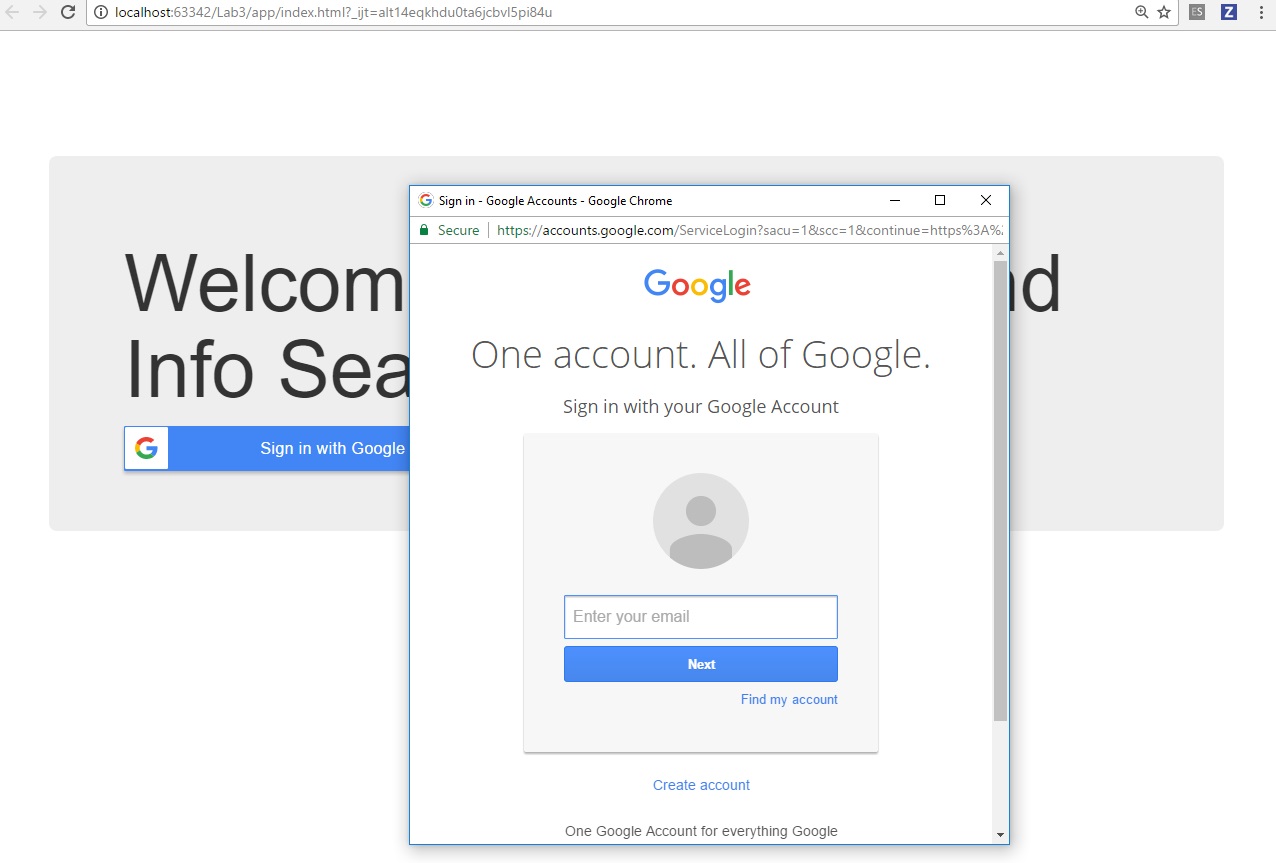 localhost:63342/Lab3/app/index.html?_ijt=alt14eqkhdu0ta6jcbvl5pi84u
ES
Z
Sign in - Google Accounts - Google Chrome
Secure
https://accounts.google.com/ServiceLogin?sacu=1&scc=1&continue=https%3A%
Welcom
nd
Info Sea
G Sign in with Google
Google
One account. All of Google.
Sign in with your Google Account
Enter your email
Next
Find my account
Create account
One Google Account for everything Google